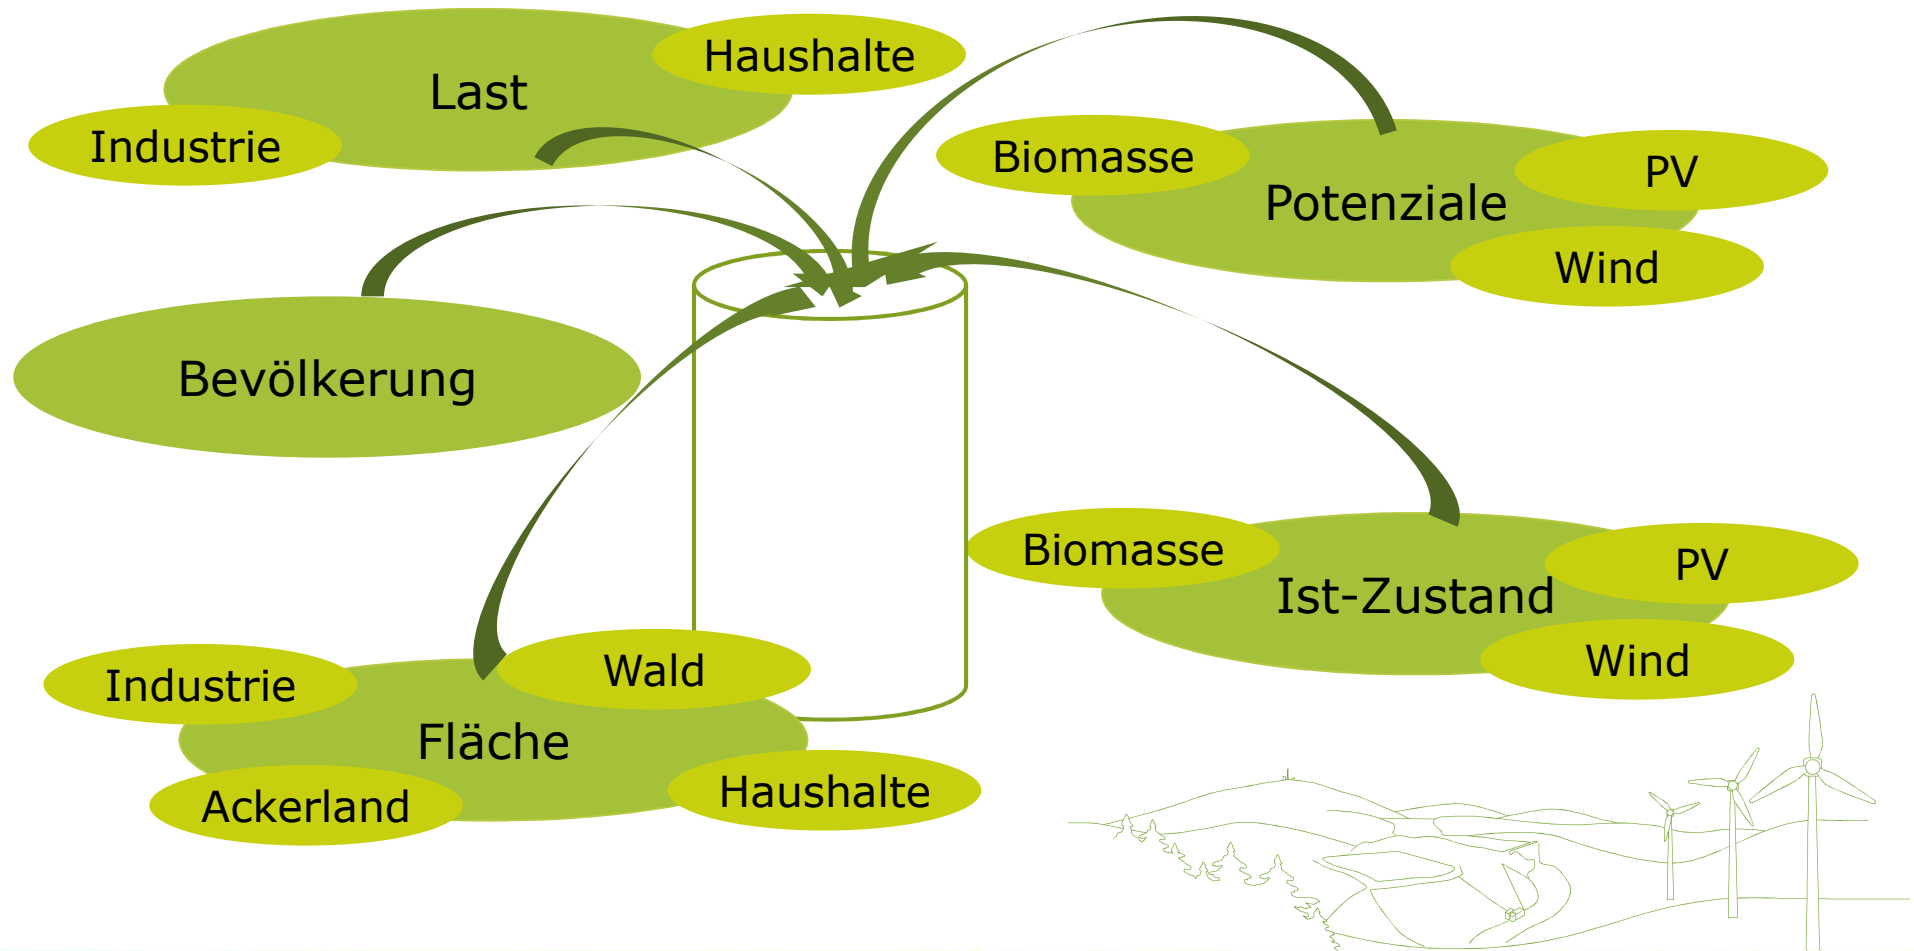 Last
Haushalte
Industrie
Potenziale
Biomasse
PV
Wind
Bevölkerung
Ist-Zustand
Biomasse
PV
Wind
Fläche
Industrie
Wald
Ackerland
Haushalte